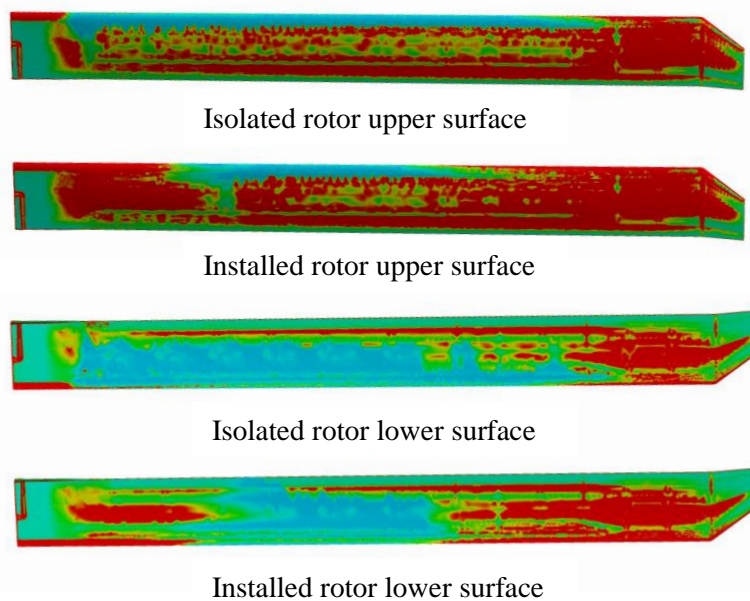 Isolated rotor upper surface
Installed rotor upper surface
Isolated rotor lower surface
Installed rotor lower surface